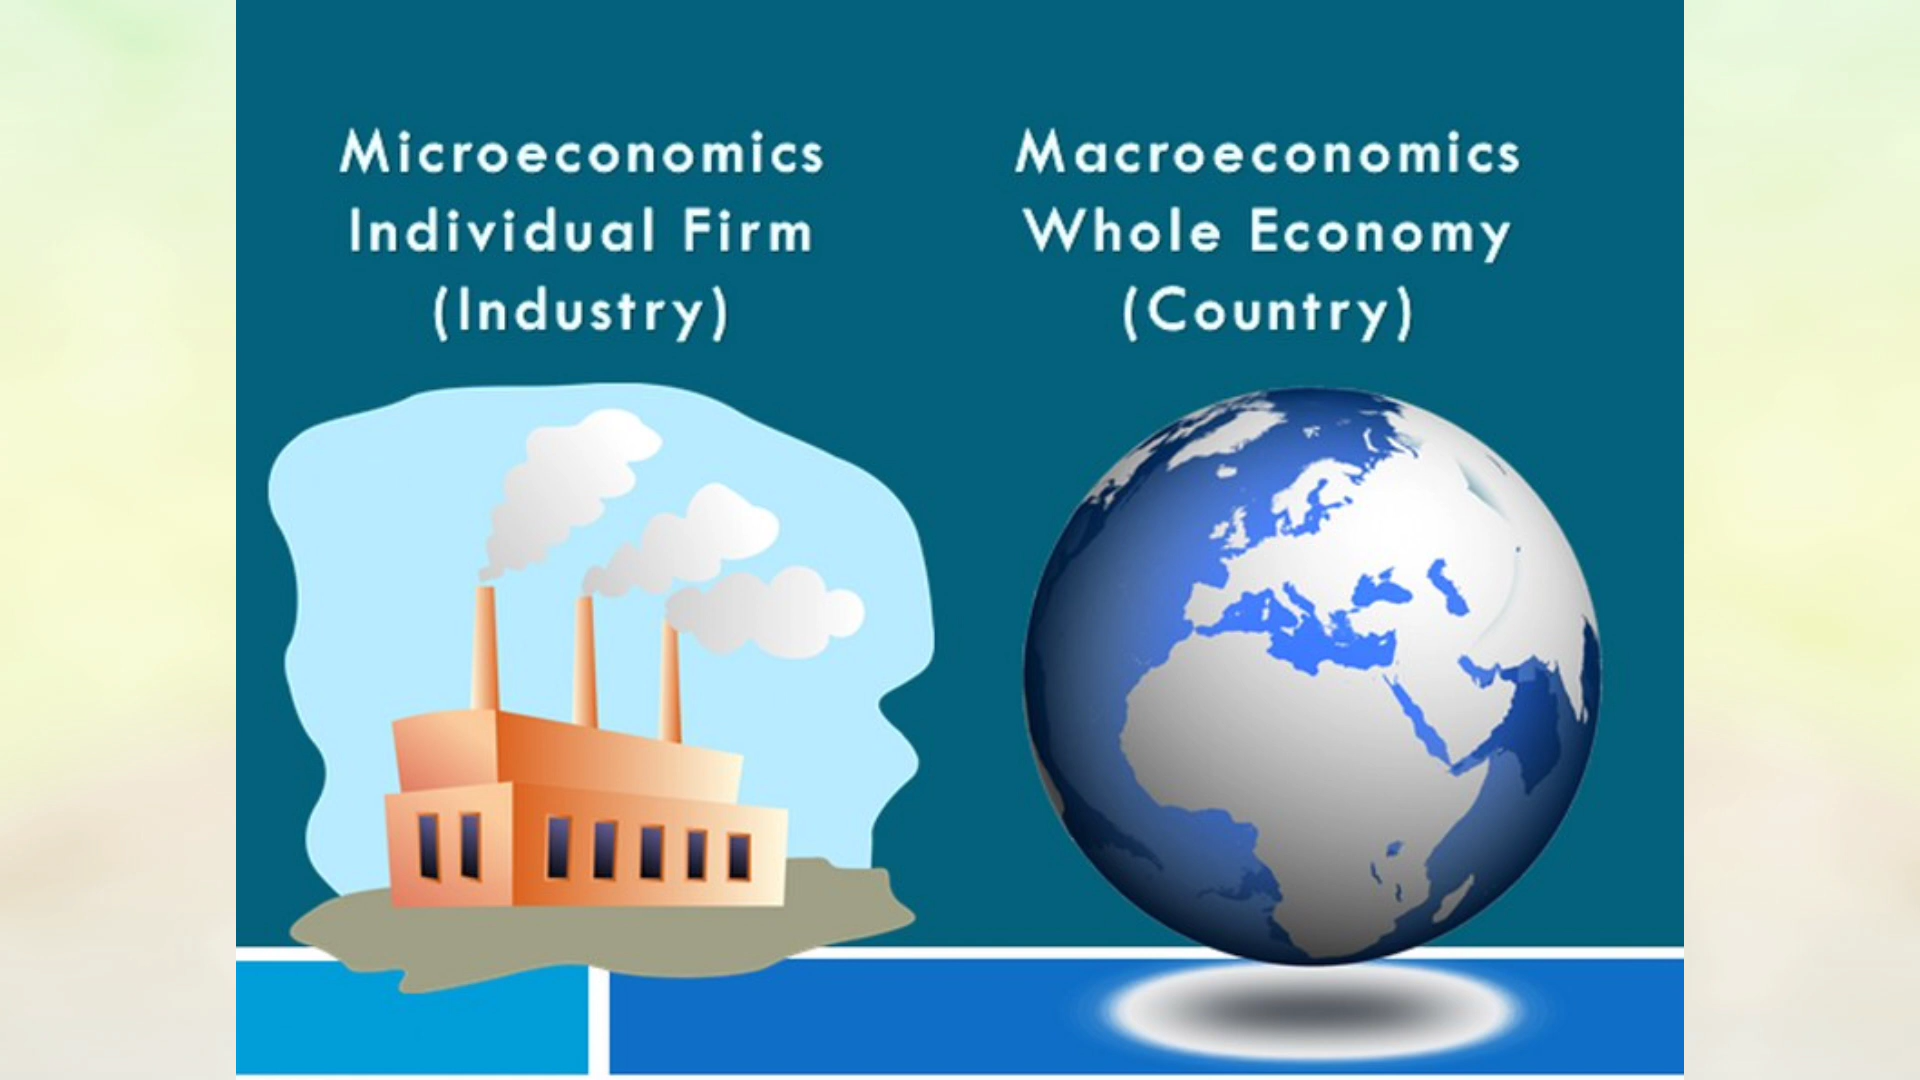 Microeconomics
Individual Firm
(Industry)
Macroeconomics
Whole Economy
(Country)